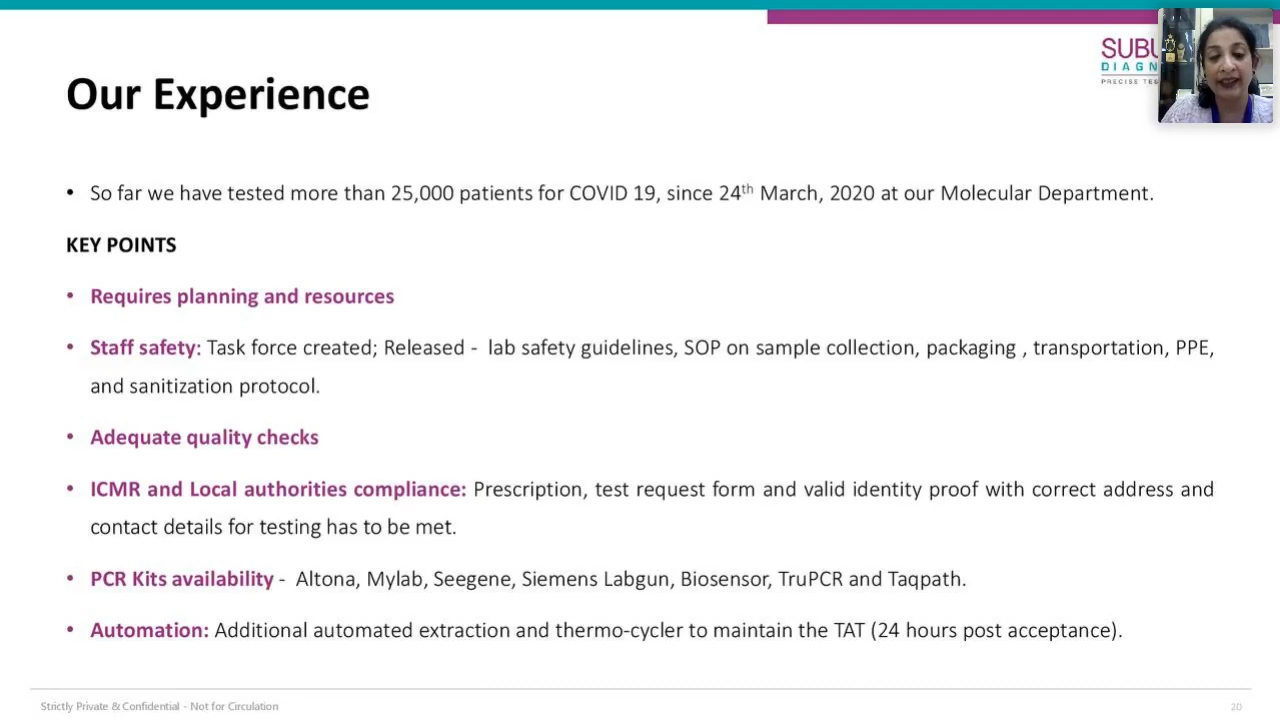 Our Experience
• So far we have tested more than 25,000 patients for COVID 19, since 24th March, 2020 at our Molecular Department.
KEY POINTS
• Requires planning and resources
• Staff safety: Task force created; Released - lab safety guidelines, SOP on sample collection, packaging , transportation, PPE,
and sanitization protocol.
• Adequate quality checks
• ICMR and Local authorities compliance: Prescription, test request form and valid identity proof with correct address and
contact details for testing has to be met.
• PCR Kits availability - Altona, Mylab, Seegene, Siemens Labgun, Biosensor, TruPCR and Taqpath.
• Automation: Additional automated extraction and thermo-cycler to maintain the TAT (24 hours post acceptance).
Strictly Private & Confidential - Not for Circulation
20